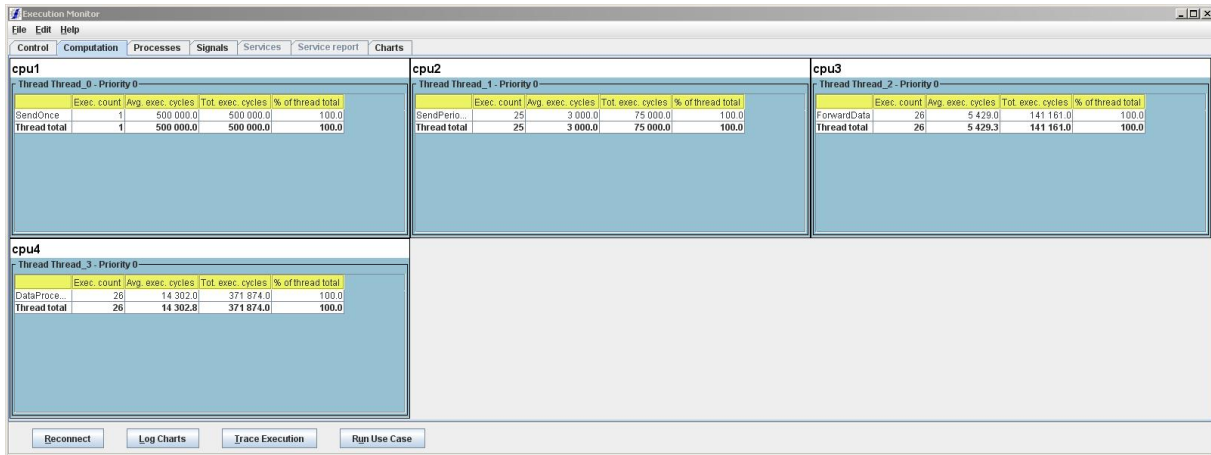 Execution Monitor
File Edit Help
Control Computation Processes Signals Services Service report Charts
cpu1
Thread Thread_0 - Priority 0
Exec. count Avg. exec. cycles Tot. exec. cycles % of thread total
SendOnce 1 500 000.0 500 000.0 100.0
Thread total 1 500 000.0 500 000.0 100.0
cpu2
Thread Thread_1 - Priority 0
Exec. count Avg. exec. cycles Tot. exec. cycles % of thread total
SendPerio... 25 3 000.0 75 000.0 100.0
Thread total 25 3 000.0 75 000.0 100.0
cpu3
Thread Thread_2 - Priority 0
Exec. count Avg. exec. cycles Tot. exec. cycles % of thread total
ForwardData 26 5 429.0 141 161.0 100.0
Thread total 26 5 429.3 141 161.0 100.0
cpu4
Thread Thread_3 - Priority 0
Exec. count Avg. exec. cycles Tot. exec. cycles % of thread total
DataProce... 26 14 302.0 371 874.0 100.0
Thread total 26 14 302.8 371 874.0 100.0
Reconnect Log Charts Trace Execution Run Use Case